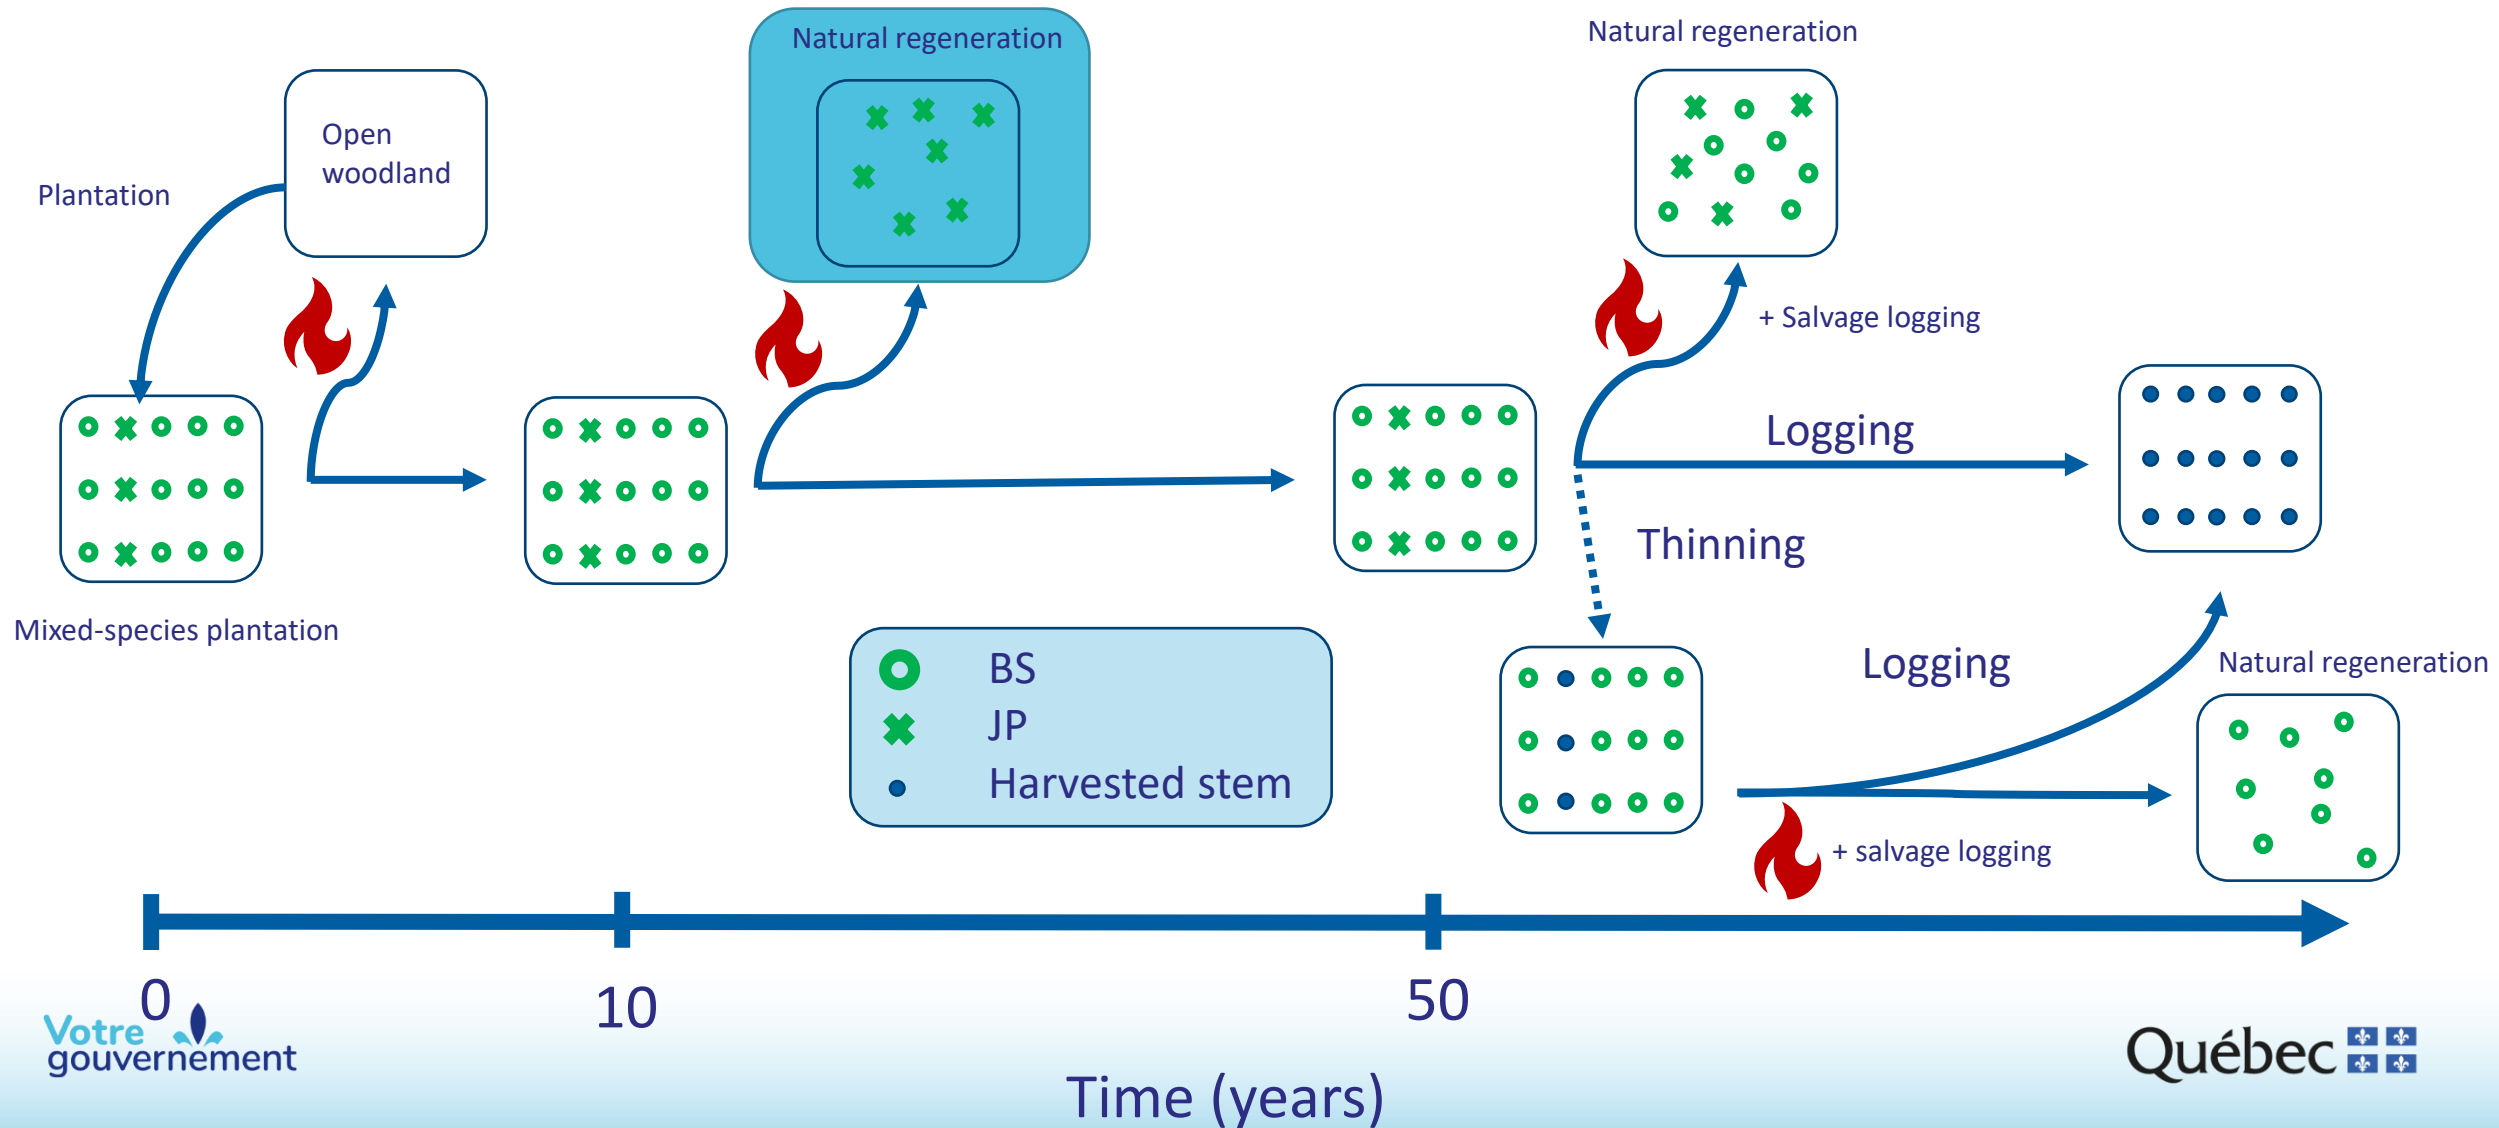 Natural regeneration
Natural regeneration
Open
woodland
Plantation
+ Salvage logging
Logging
Thinning
Mixed-species plantation
BS
JP
Harvested stem
Logging
Natural regeneration
+ salvage logging
0
10
50
Votre
gouvernement
Québec
Time (years)